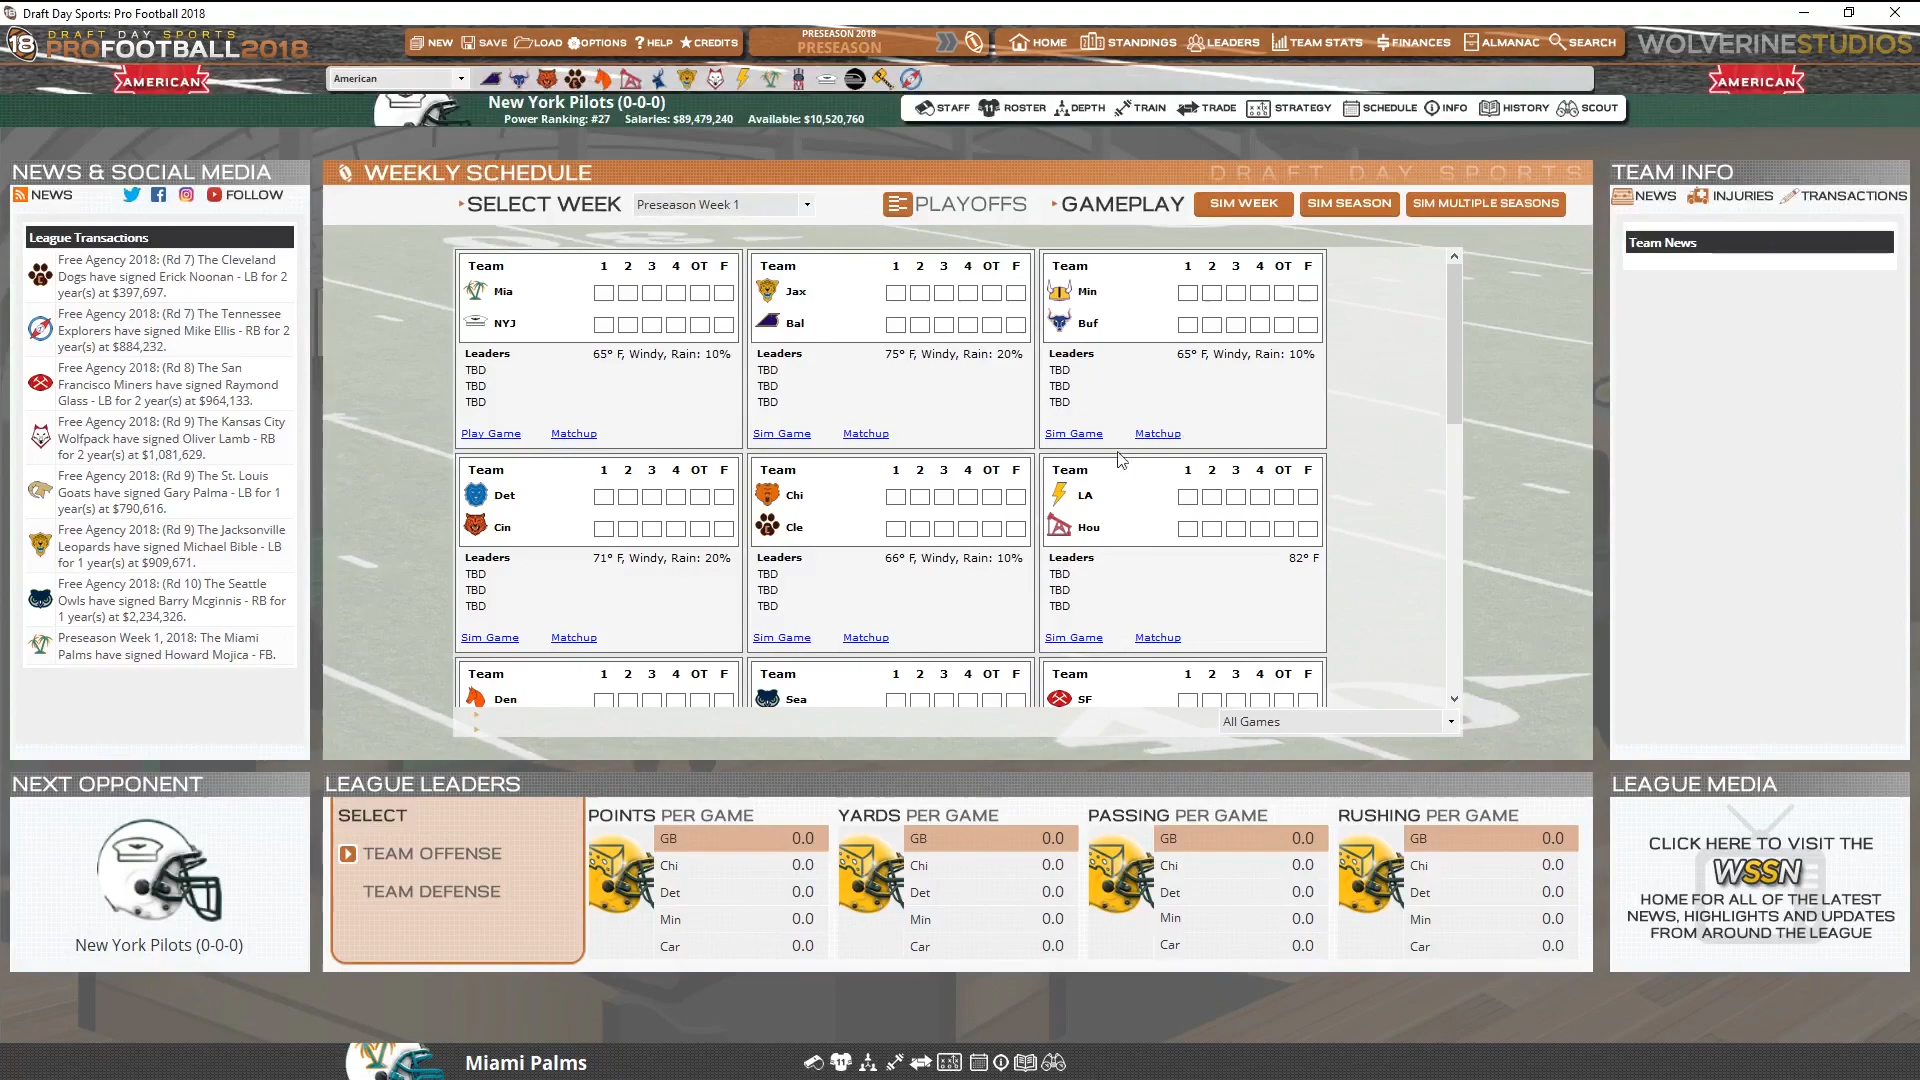 Draft Day Sports: Pro Football 2018
18 DRAFT DAY SPORTS
PROFOOTBALL2018
NEW SAVE LOAD OPTIONS HELP CREDITS
PRESEASON 2018
PRESEASON
HOME STANDINGS LEADERS TEAM STATS FINANCES ALMANAC SEARCH
WOLVERINESTUDIOS
AMERICAN
American
AMERICAN
New York Pilots (0-0-0)
Power Ranking: #27 Salaries: $89,479,240 Available: $10,520,760
STAFF ROSTER DEPTH TRAIN TRADE STRATEGY SCHEDULE INFO HISTORY SCOUT
NEWS & SOCIAL MEDIA
NEWS FOLLOW
League Transactions
Free Agency 2018: (Rd 7) The Cleveland
Dogs have signed Erick Noonan - LB for 2
year(s) at $397,697.
Free Agency 2018: (Rd 7) The Tennessee
Explorers have signed Mike Ellis - RB for 2
year(s) at $884,232.
Free Agency 2018: (Rd 8) The San
Francisco Miners have signed Raymond
Glass - LB for 2 year(s) at $964,133.
Free Agency 2018: (Rd 9) The Kansas City
Wolfpack have signed Oliver Lamb - RB
for 2 year(s) at $1,081,629.
Free Agency 2018: (Rd 9) The St. Louis
Goats have signed Gary Palma - LB for 1
year(s) at $790,616.
Free Agency 2018: (Rd 9) The Jacksonville
Leopards have signed Michael Bible - LB
for 1 year(s) at $909,671.
Free Agency 2018: (Rd 10) The Seattle
Owls have signed Barry Mcginnis - RB for
1 year(s) at $2,234,326.
Preseason Week 1, 2018: The Miami
Palms have signed Howard Mojica - FB.
WEEKLY SCHEDULE
DRAFT DAY SPORTS
SELECT WEEK Preseason Week 1 PLAYOFFS GAMEPLAY SIM WEEK SIM SEASON SIM MULTIPLE SEASONS
Team 1 2 3 4 OT F
Mia
NYJ
Leaders 65° F, Windy, Rain: 10%
TBD
TBD
TBD
Play Game Matchup
Team 1 2 3 4 OT F
Jax
Bal
Leaders 75° F, Windy, Rain: 20%
TBD
TBD
TBD
Sim Game Matchup
Team 1 2 3 4 OT F
Min
Buf
Leaders 65° F, Windy, Rain: 10%
TBD
TBD
TBD
Sim Game Matchup
Team 1 2 3 4 OT F
Det
Cin
Leaders 71° F, Windy, Rain: 20%
TBD
TBD
TBD
Sim Game Matchup
Team 1 2 3 4 OT F
Chi
Cle
Leaders 66° F, Windy, Rain: 10%
TBD
TBD
TBD
Sim Game Matchup
Team 1 2 3 4 OT F
LA
Hou
Leaders 82° F
TBD
TBD
TBD
Sim Game Matchup
Team 1 2 3 4 OT F
Den
Team 1 2 3 4 OT F
Sea
Team 1 2 3 4 OT F
SF
All Games
TEAM INFO
NEWS INJURIES TRANSACTIONS
Team News
NEXT OPPONENT
New York Pilots (0-0-0)
LEAGUE LEADERS
SELECT
TEAM OFFENSE
TEAM DEFENSE
POINTS PER GAME
GB 0.0
Chi 0.0
Det 0.0
Min 0.0
Car 0.0
YARDS PER GAME
GB 0.0
Chi 0.0
Det 0.0
Min 0.0
Car 0.0
PASSING PER GAME
GB 0.0
Chi 0.0
Det 0.0
Min 0.0
Car 0.0
RUSHING PER GAME
GB 0.0
Chi 0.0
Det 0.0
Min 0.0
Car 0.0
LEAGUE MEDIA
CLICK HERE TO VISIT THE
WSSN
HOME FOR ALL OF THE LATEST
NEWS, HIGHLIGHTS AND UPDATES
FROM AROUND THE LEAGUE
Miami Palms